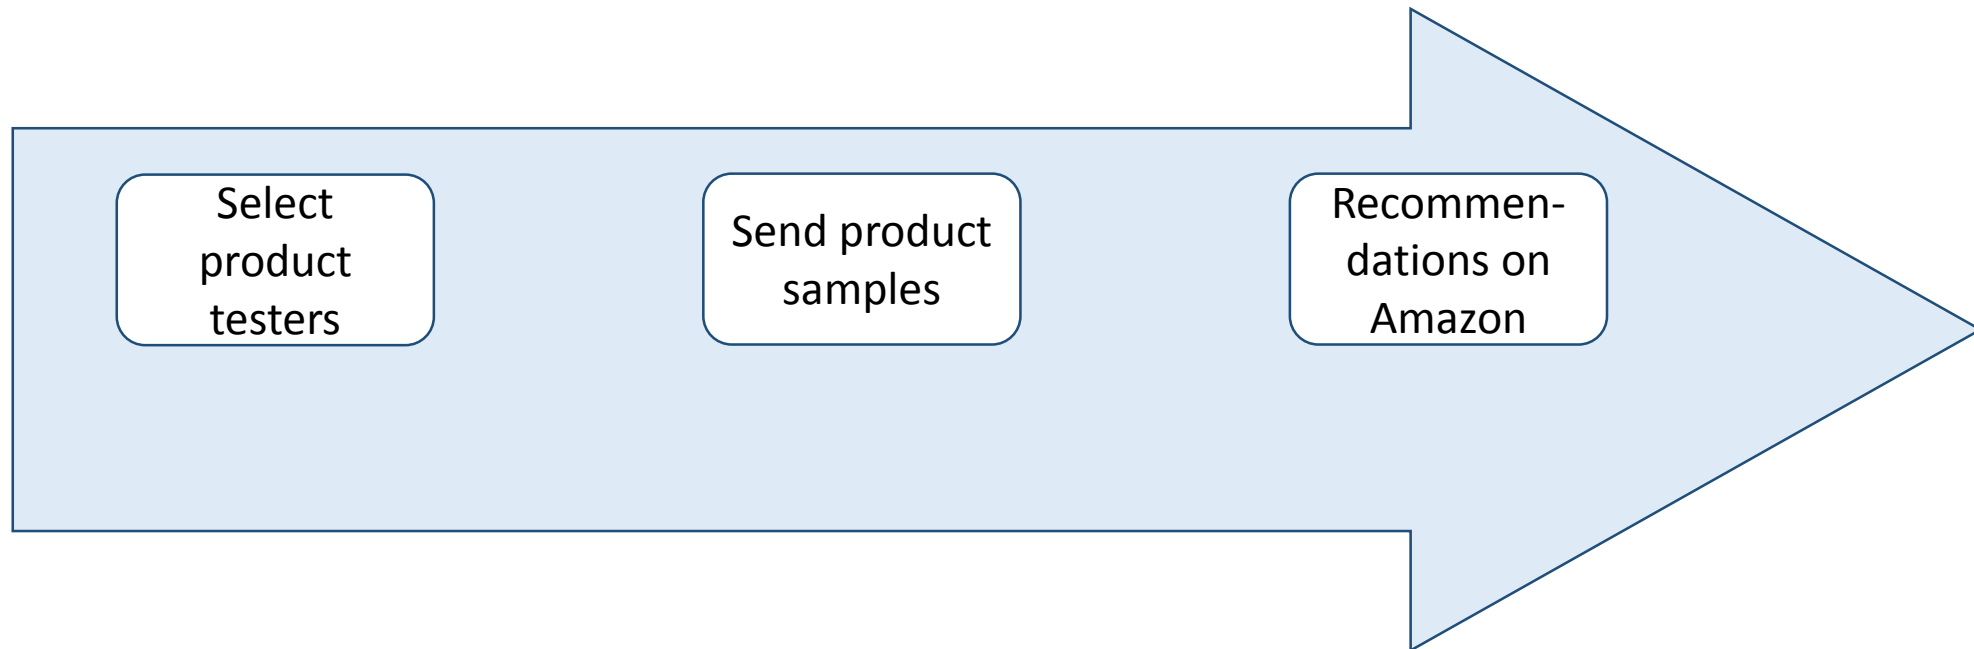 Select
product
testers
Send product
samples
Recommen-
dations on
Amazon